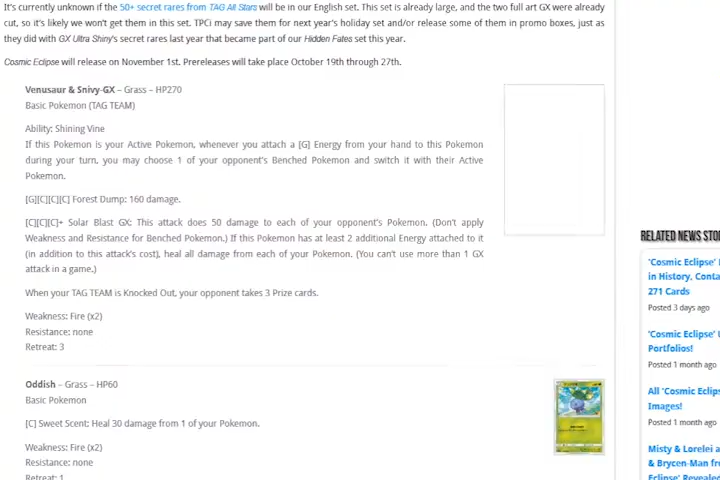 It's currently unknown if the 50+ secret rares from TAG All Stars will be in our English set. This set is already large, and the two full art GX were already
cut, so it's likely we won't get them in this set. TPCi may save them for next year's holiday set and/or release some of them in promo boxes, just as
they did with GX Ultra Shiny's secret rares last year that became part of our Hidden Fates set this year.
Cosmic Eclipse will release on November 1st. Prereleases will take place October 19th through 27th.
Venusaur & Snivy-GX – Grass – HP270
Basic Pokemon (TAG TEAM)
Ability: Shining Vine
If this Pokemon is your Active Pokemon, whenever you attach a [G] Energy from your hand to this Pokemon
during your turn, you may choose 1 of your opponent's Benched Pokemon and switch it with their Active
Pokemon.
[G][C][C][C] Forest Dump: 160 damage.
[C][C][C]+ Solar Blast GX: This attack does 50 damage to each of your opponent's Pokemon. (Don't apply
Weakness and Resistance for Benched Pokemon.) If this Pokemon has at least 2 additional Energy attached to it
(in addition to this attack's cost), heal all damage from each of your Pokemon. (You can't use more than 1 GX
attack in a game.)
When your TAG TEAM is Knocked Out, your opponent takes 3 Prize cards.
Weakness: Fire (x2)
Resistance: none
Retreat: 3
Oddish – Grass – HP60
Basic Pokemon
[C] Sweet Scent: Heal 30 damage from 1 of your Pokemon.
Weakness: Fire (x2)
Resistance: none
Retreat: 1
RELATED NEWS STO
'Cosmic Eclipse'
in History, Conta
271 Cards
Posted 3 days ago
'Cosmic Eclipse'
Portfolios!
Posted 1 month ago
All 'Cosmic Eclips
Images!
Posted 1 month ago
Misty & Lorelei a
& Brycen-Man fr
Eclipse' Revealed